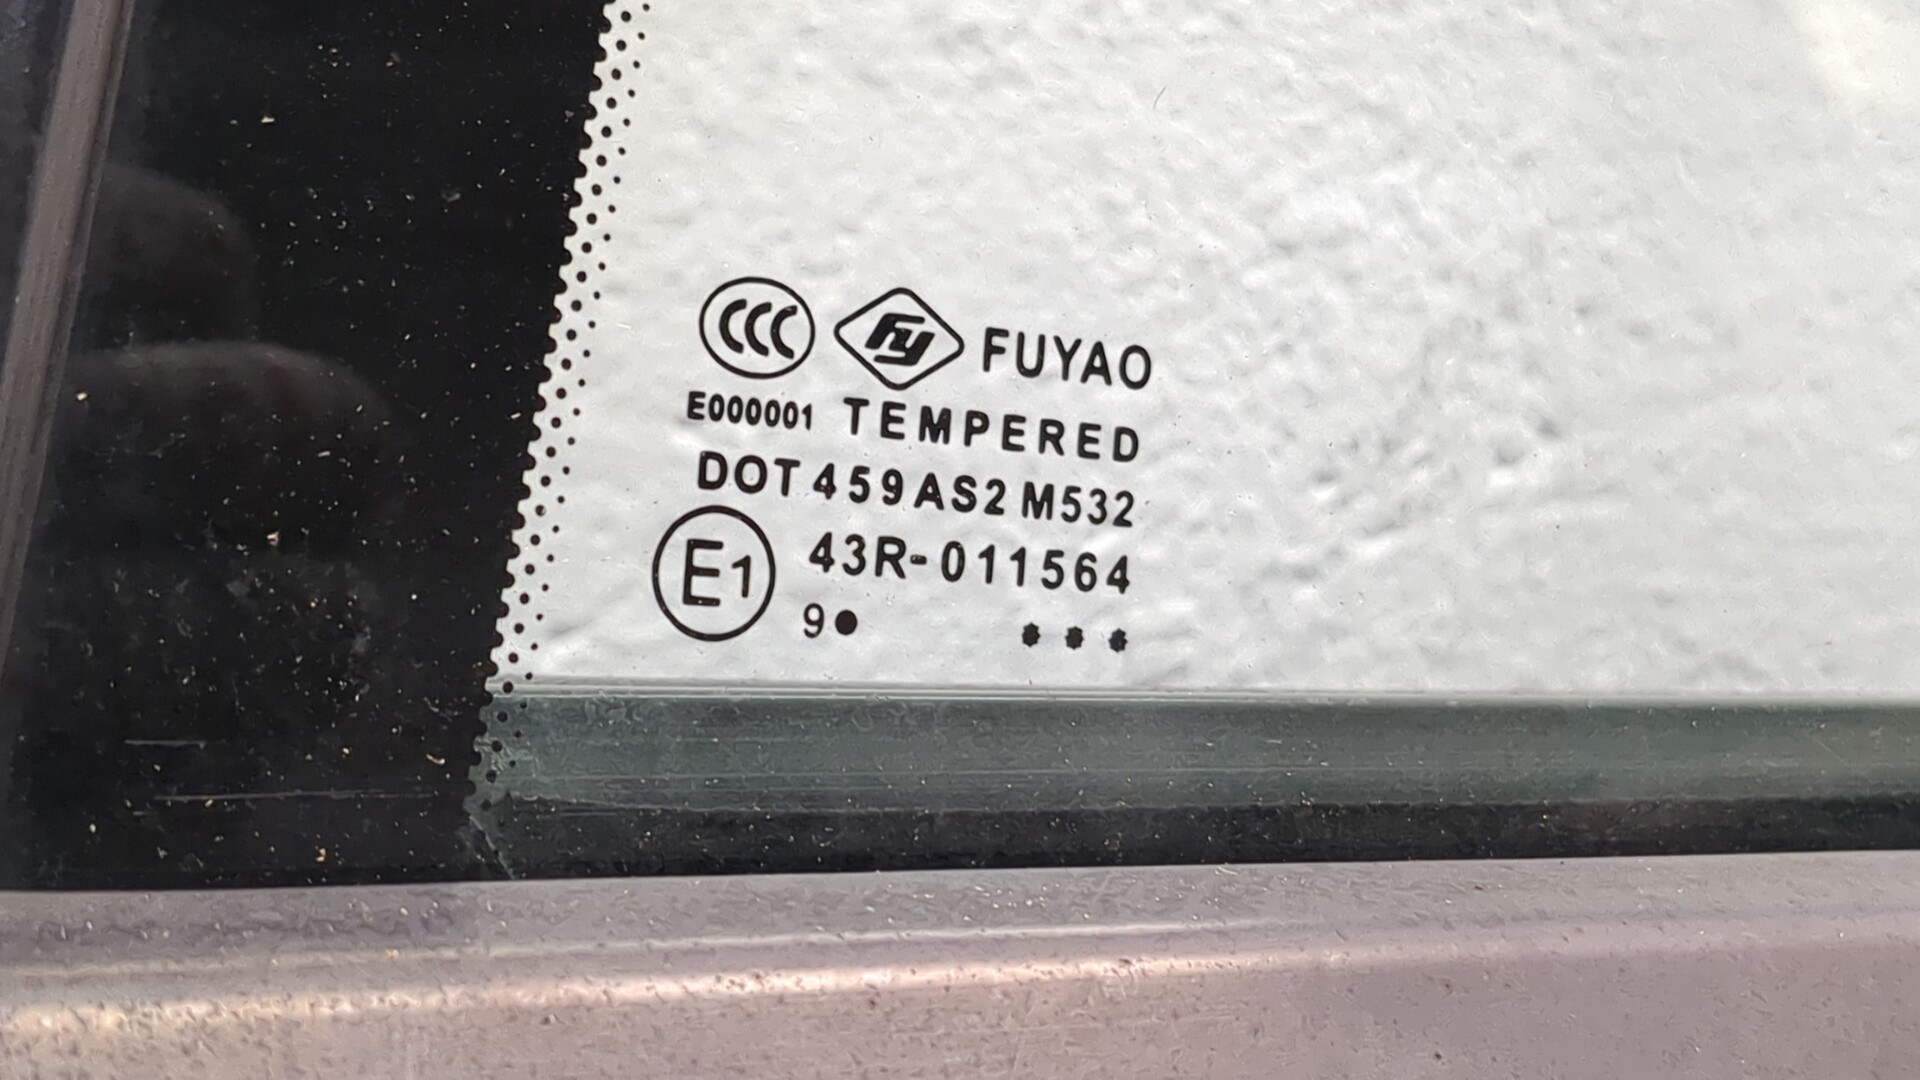 CCC FY FUYAO
E000001 TEMPERED
DOT 459 AS2 M532
E1 43R-011564
9● •••